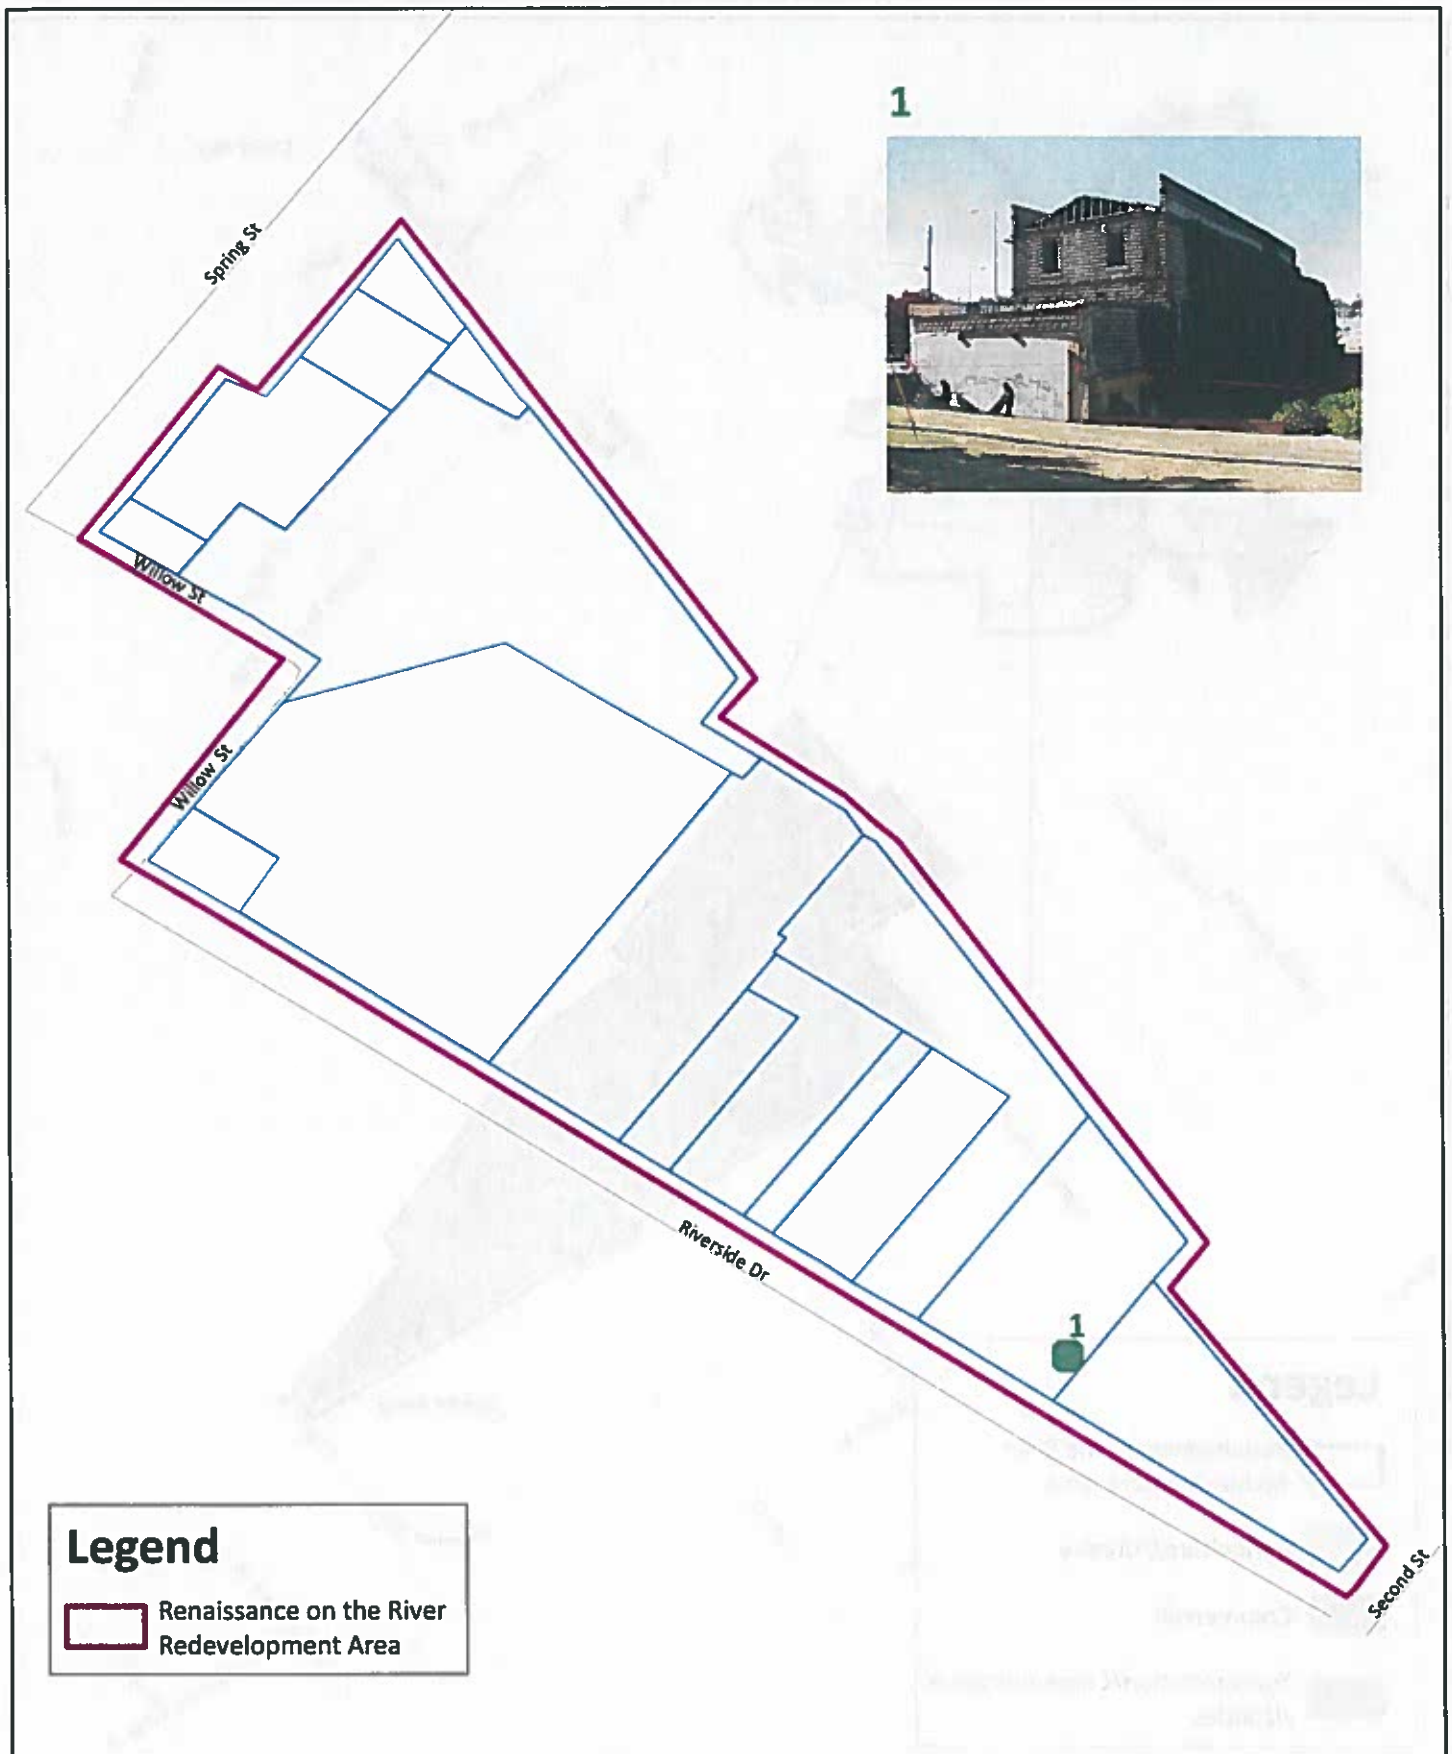 1
Spring St
Willow St
Willow St
Riverside Dr
1
Second St
Legend
Renaissance on the River
Redevelopment Area